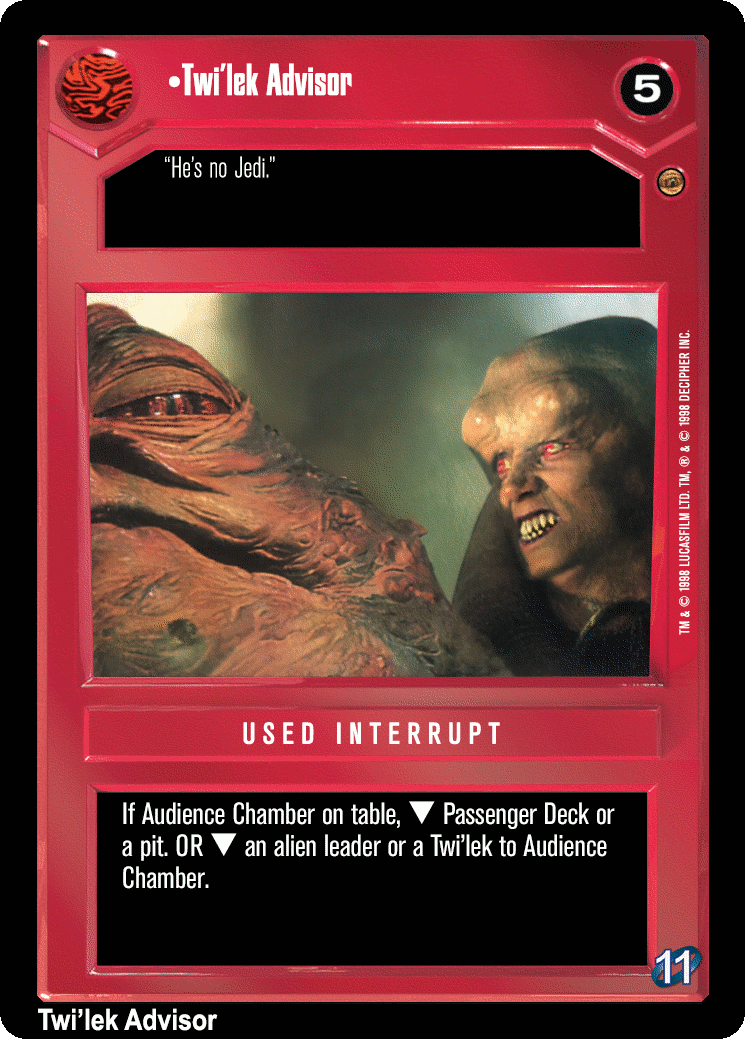 •Twi'lek Advisor
5
“He's no Jedi.”
TM & © 1998 LUCASFILM LTD. TM, ® & © 1998 DECIPHER INC.
USED INTERRUPT
If Audience Chamber on table, ▼ Passenger Deck or
a pit. OR ▼ an alien leader or a Twi'lek to Audience
Chamber.
11
Twi’lek Advisor